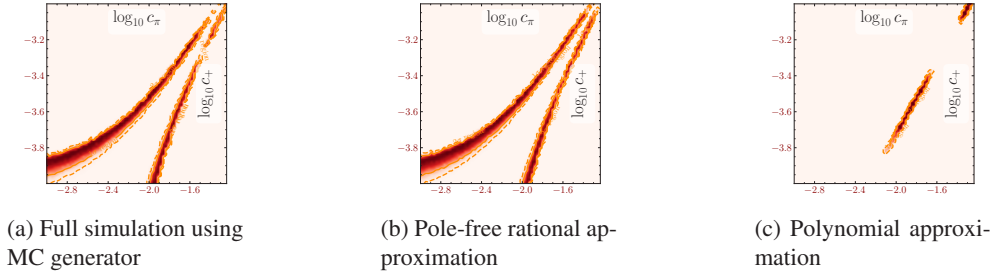 log₁₀ c_π
log₁₀ c₊
−3.2
−3.4
−3.6
−3.8
−2.8
−2.4
−2.0
−1.6
(a) Full simulation using
MC generator
log₁₀ c_π
log₁₀ c₊
−3.2
−3.4
−3.6
−3.8
−2.8
−2.4
−2.0
−1.6
(b) Pole-free rational ap-
proximation
log₁₀ c_π
log₁₀ c₊
−3.2
−3.4
−3.6
−3.8
−2.8
−2.4
−2.0
−1.6
(c) Polynomial approxi-
mation